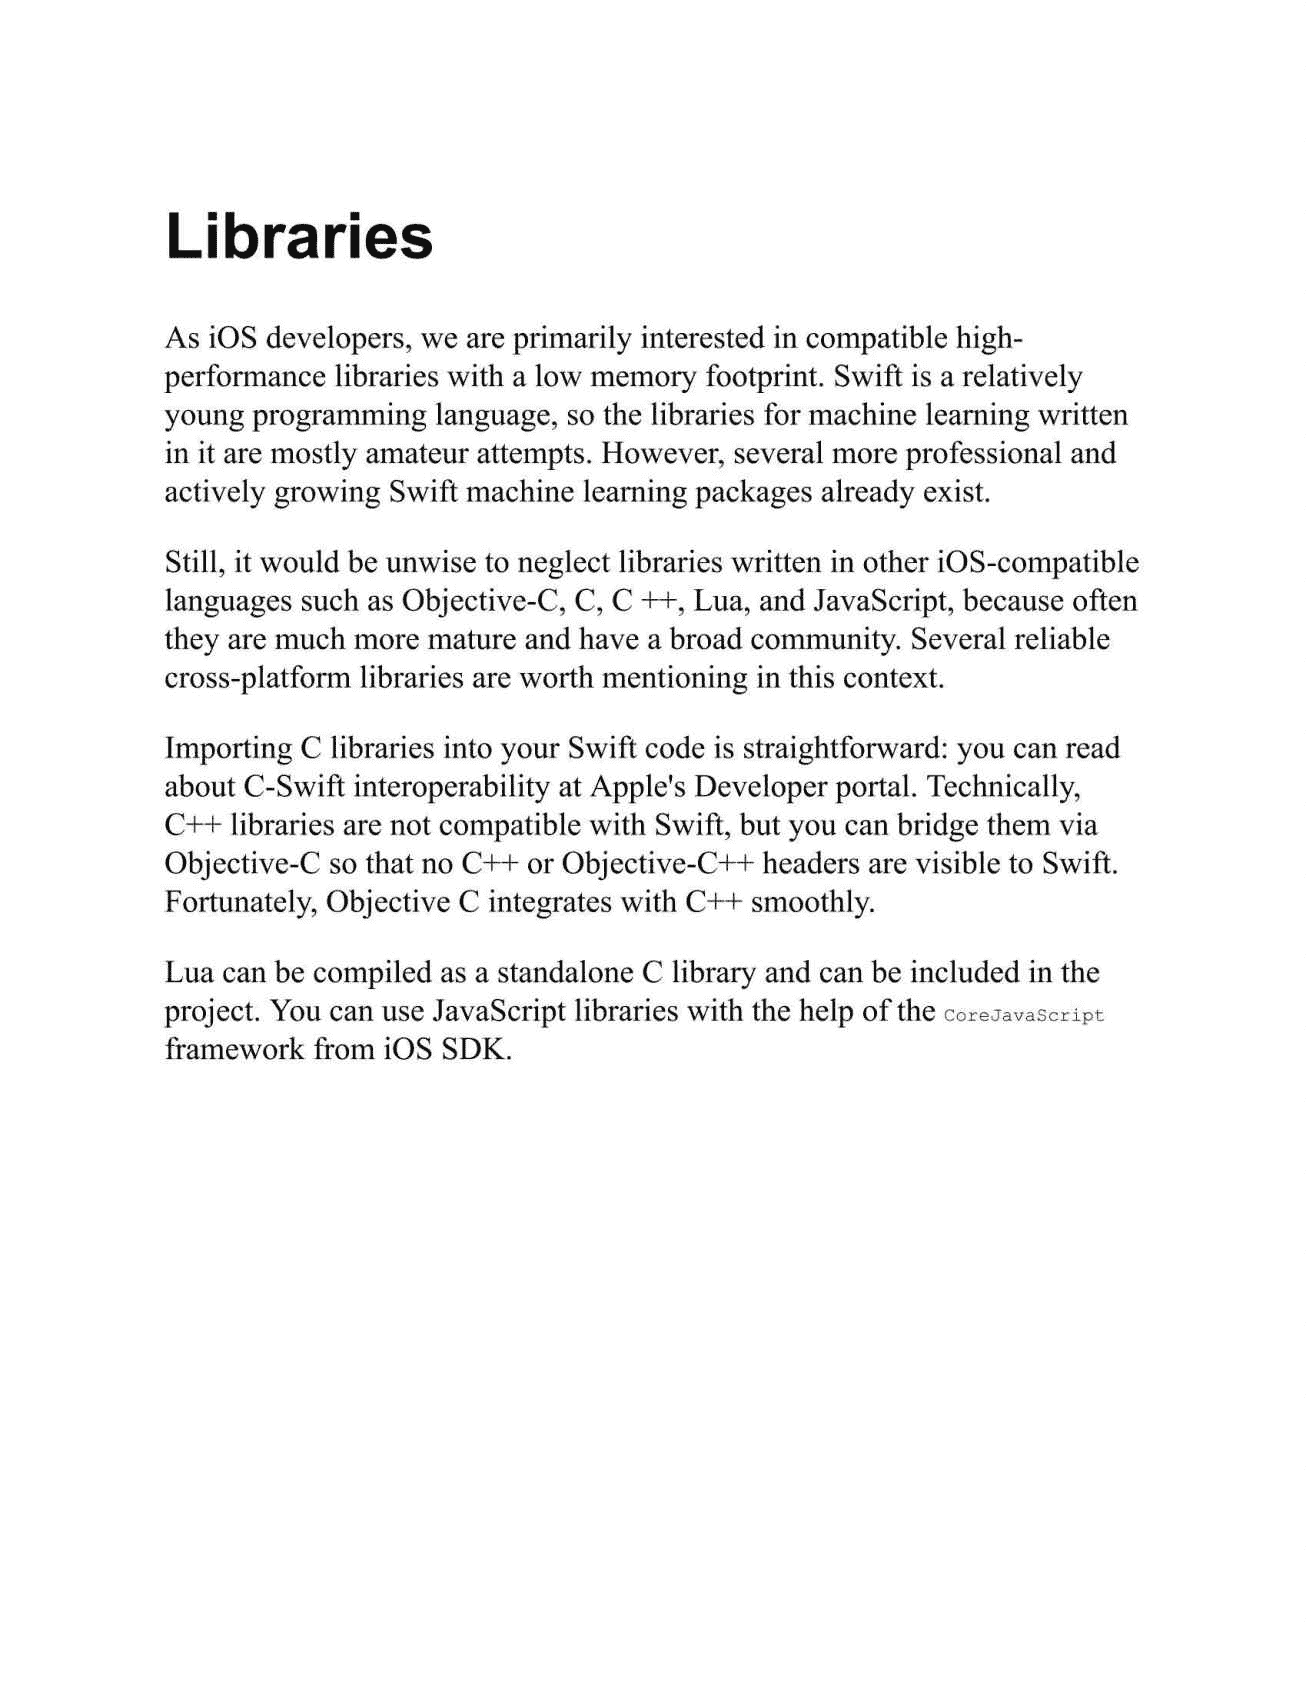 Libraries
As iOS developers, we are primarily interested in compatible high-
performance libraries with a low memory footprint. Swift is a relatively
young programming language, so the libraries for machine learning written
in it are mostly amateur attempts. However, several more professional and
actively growing Swift machine learning packages already exist.
Still, it would be unwise to neglect libraries written in other iOS-compatible
languages such as Objective-C, C, C ++, Lua, and JavaScript, because often
they are much more mature and have a broad community. Several reliable
cross-platform libraries are worth mentioning in this context.
Importing C libraries into your Swift code is straightforward: you can read
about C-Swift interoperability at Apple's Developer portal. Technically,
C++ libraries are not compatible with Swift, but you can bridge them via
Objective-C so that no C++ or Objective-C++ headers are visible to Swift.
Fortunately, Objective C integrates with C++ smoothly.
Lua can be compiled as a standalone C library and can be included in the
project. You can use JavaScript libraries with the help of the CoreJavaScript
framework from iOS SDK.